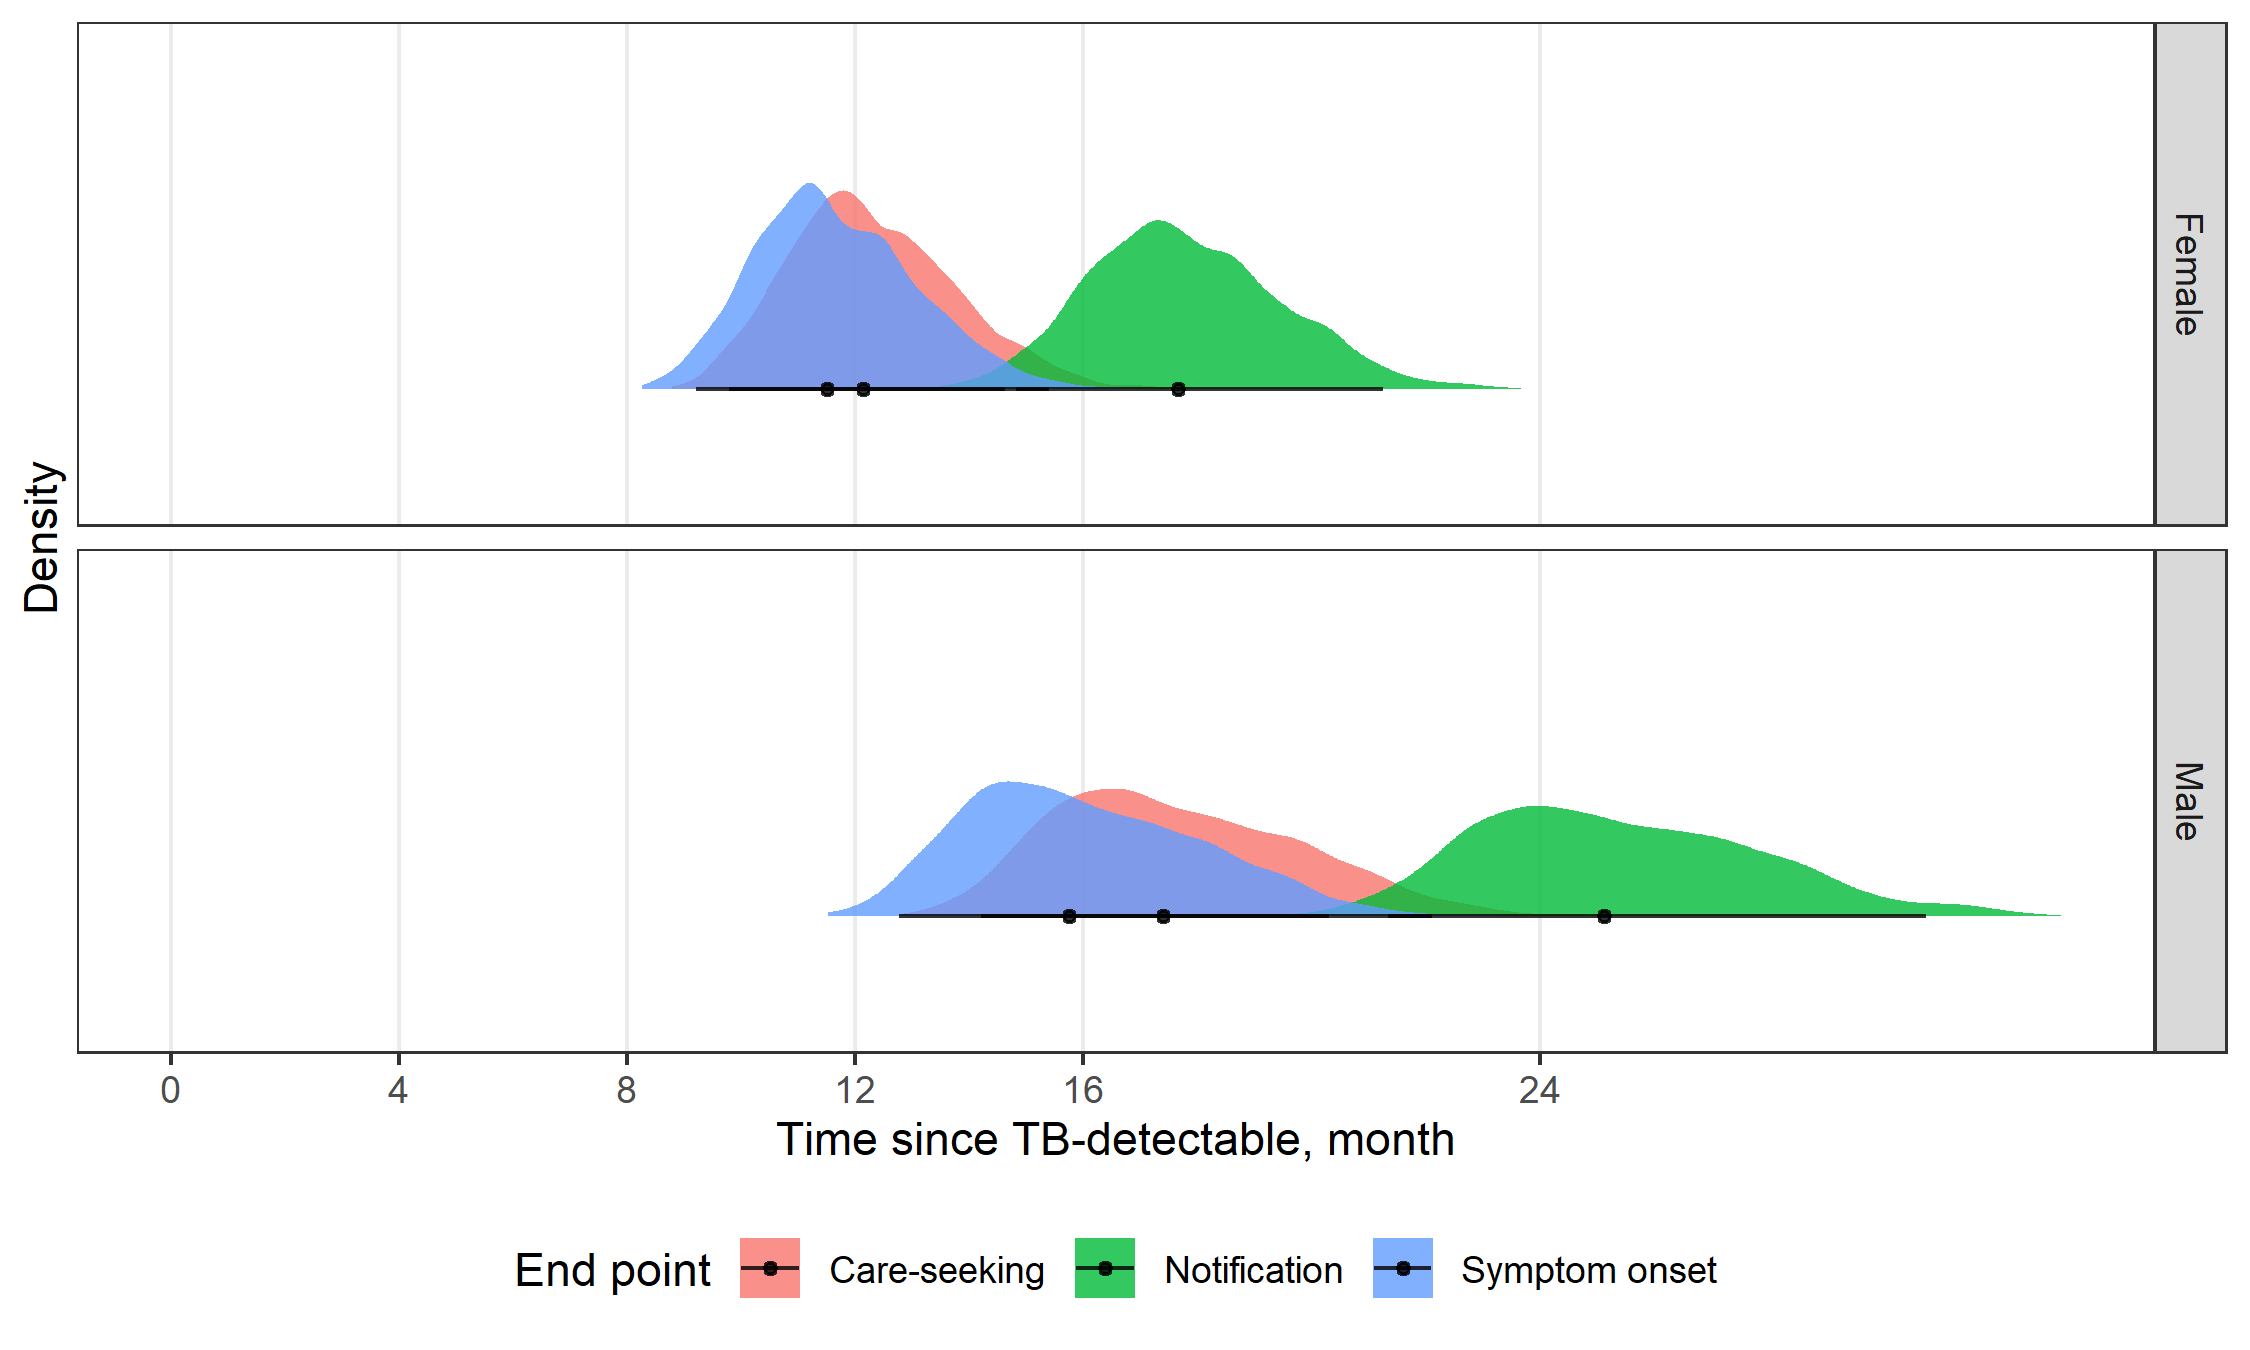 Density
Female
Male
0 4 8 12 16 24
Time since TB-detectable, month
End point Care-seeking Notification Symptom onset